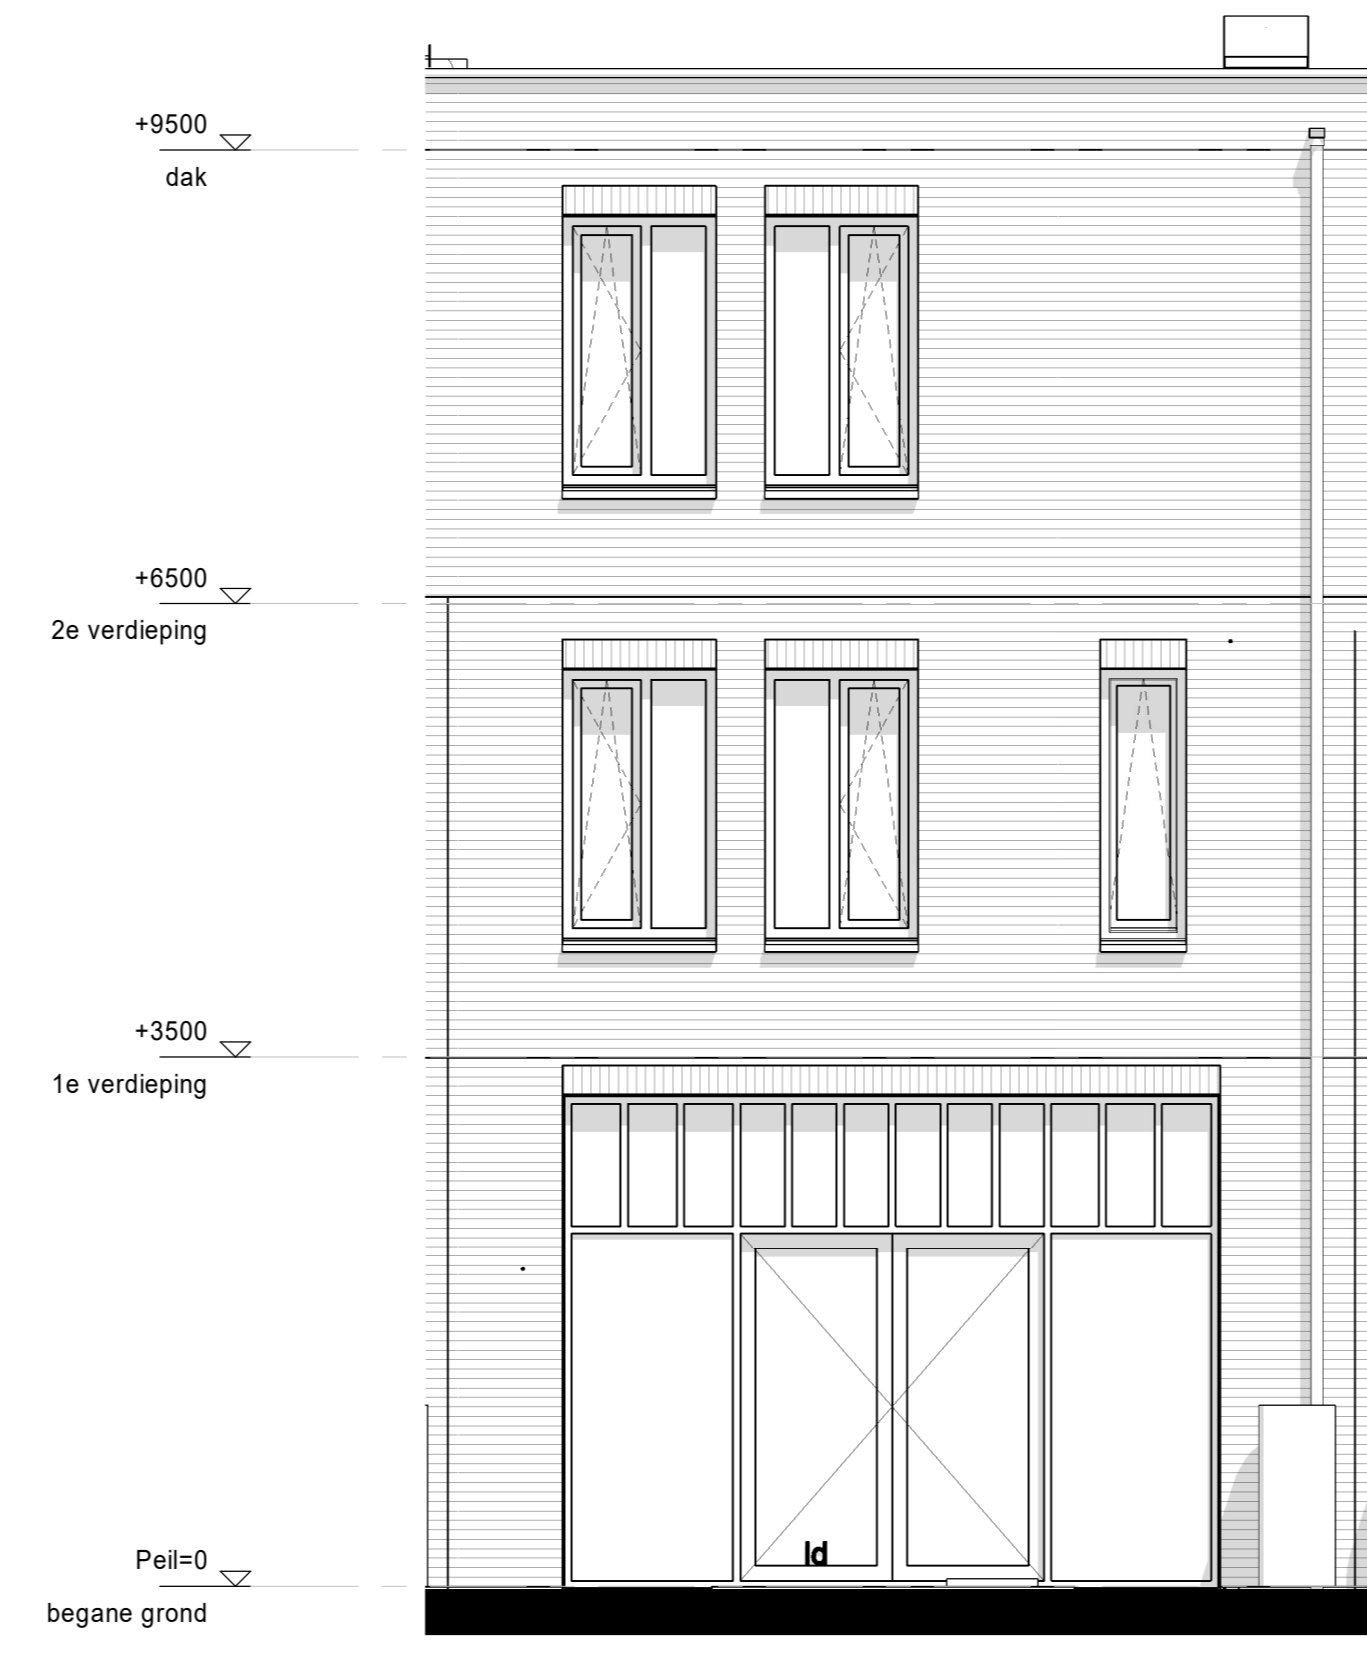 +9500
dak
+6500
2e verdieping
+3500
1e verdieping
ld
Peil=0
begane grond